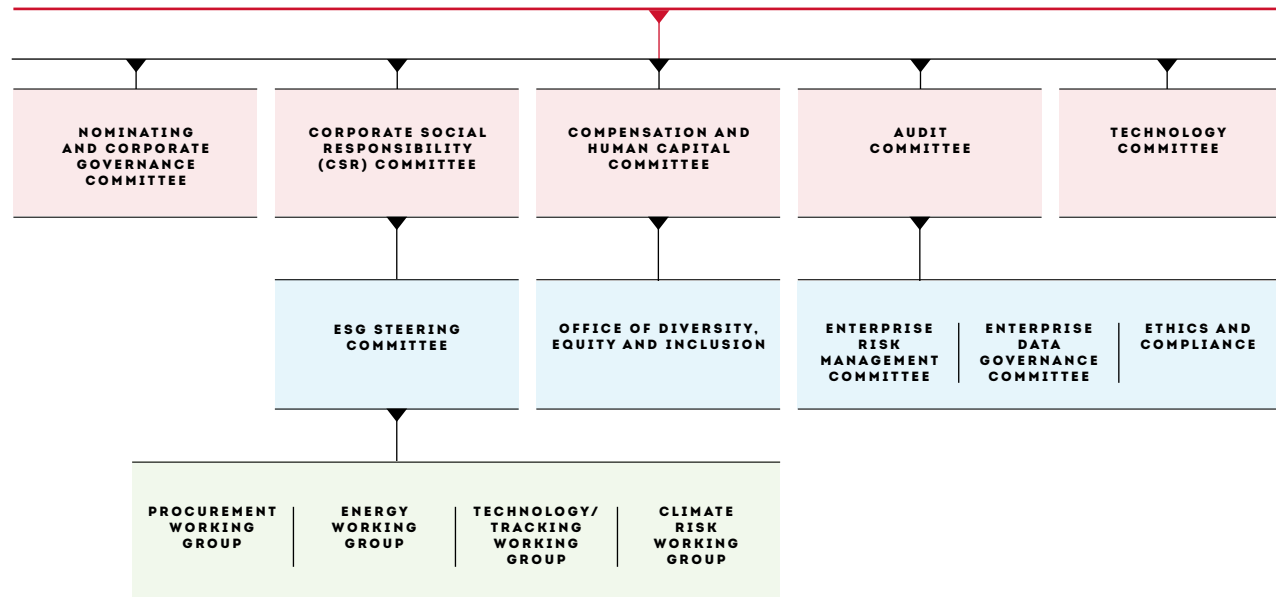 NOMINATING
AND CORPORATE
GOVERNANCE
COMMITTEE
CORPORATE SOCIAL
RESPONSIBILITY
(CSR) COMMITTEE
COMPENSATION AND
HUMAN CAPITAL
COMMITTEE
AUDIT
COMMITTEE
TECHNOLOGY
COMMITTEE
ESG STEERING
COMMITTEE
OFFICE OF DIVERSITY,
EQUITY AND INCLUSION
ENTERPRISE
RISK
MANAGEMENT
COMMITTEE
ENTERPRISE
DATA
GOVERNANCE
COMMITTEE
ETHICS AND
COMPLIANCE
PROCUREMENT
WORKING
GROUP
ENERGY
WORKING
GROUP
TECHNOLOGY/
TRACKING
WORKING
GROUP
CLIMATE
RISK
WORKING
GROUP